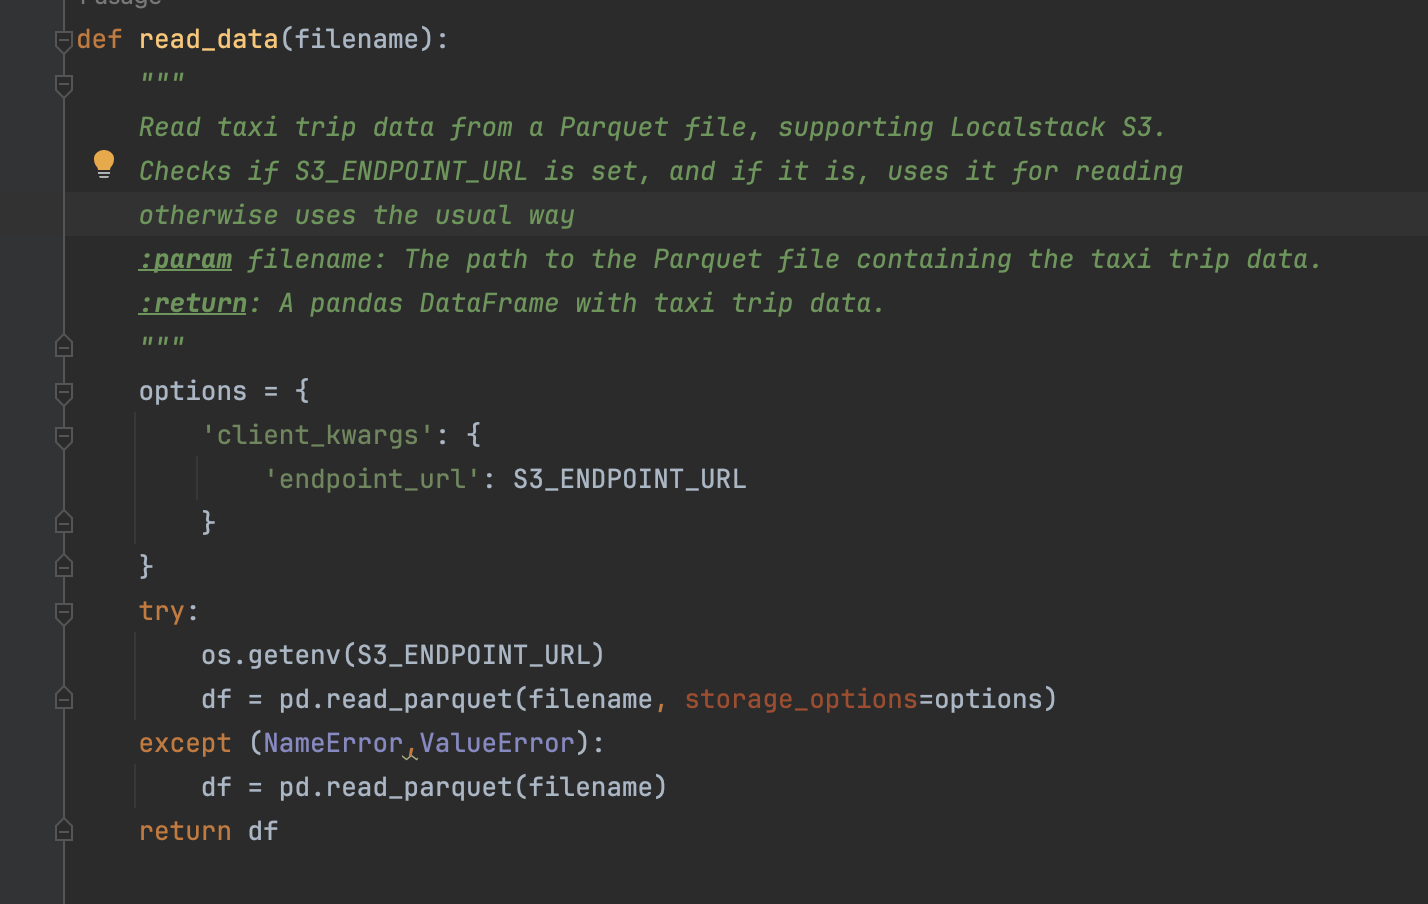 def read_data(filename):
"""
Read taxi trip data from a Parquet file, supporting Localstack S3.
Checks if S3_ENDPOINT_URL is set, and if it is, uses it for reading
otherwise uses the usual way
:param filename: The path to the Parquet file containing the taxi trip data.
:return: A pandas DataFrame with taxi trip data.
"""
options = {
'client_kwargs': {
'endpoint_url': S3_ENDPOINT_URL
}
}
try:
os.getenv(S3_ENDPOINT_URL)
df = pd.read_parquet(filename, storage_options=options)
except (NameError,ValueError):
df = pd.read_parquet(filename)
return df